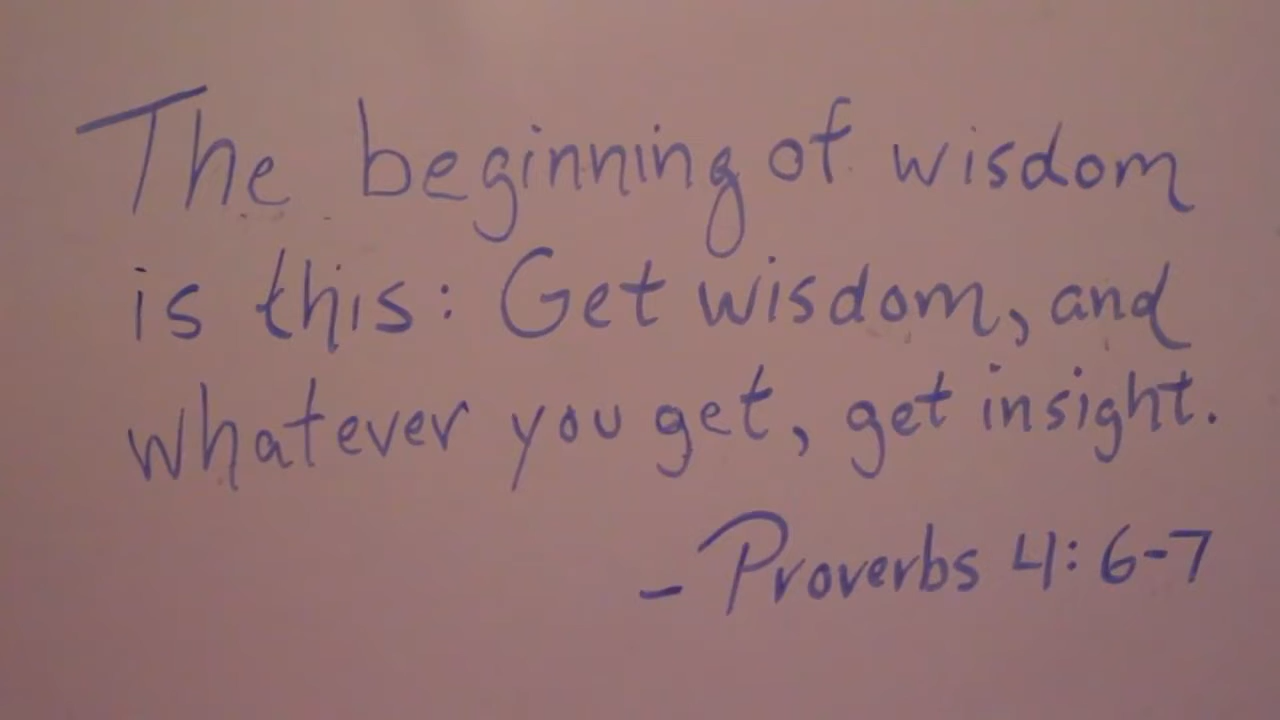 The beginning of wisdom
is this: Get wisdom, and
whatever you get, get insight.
- Proverbs 4:6-7